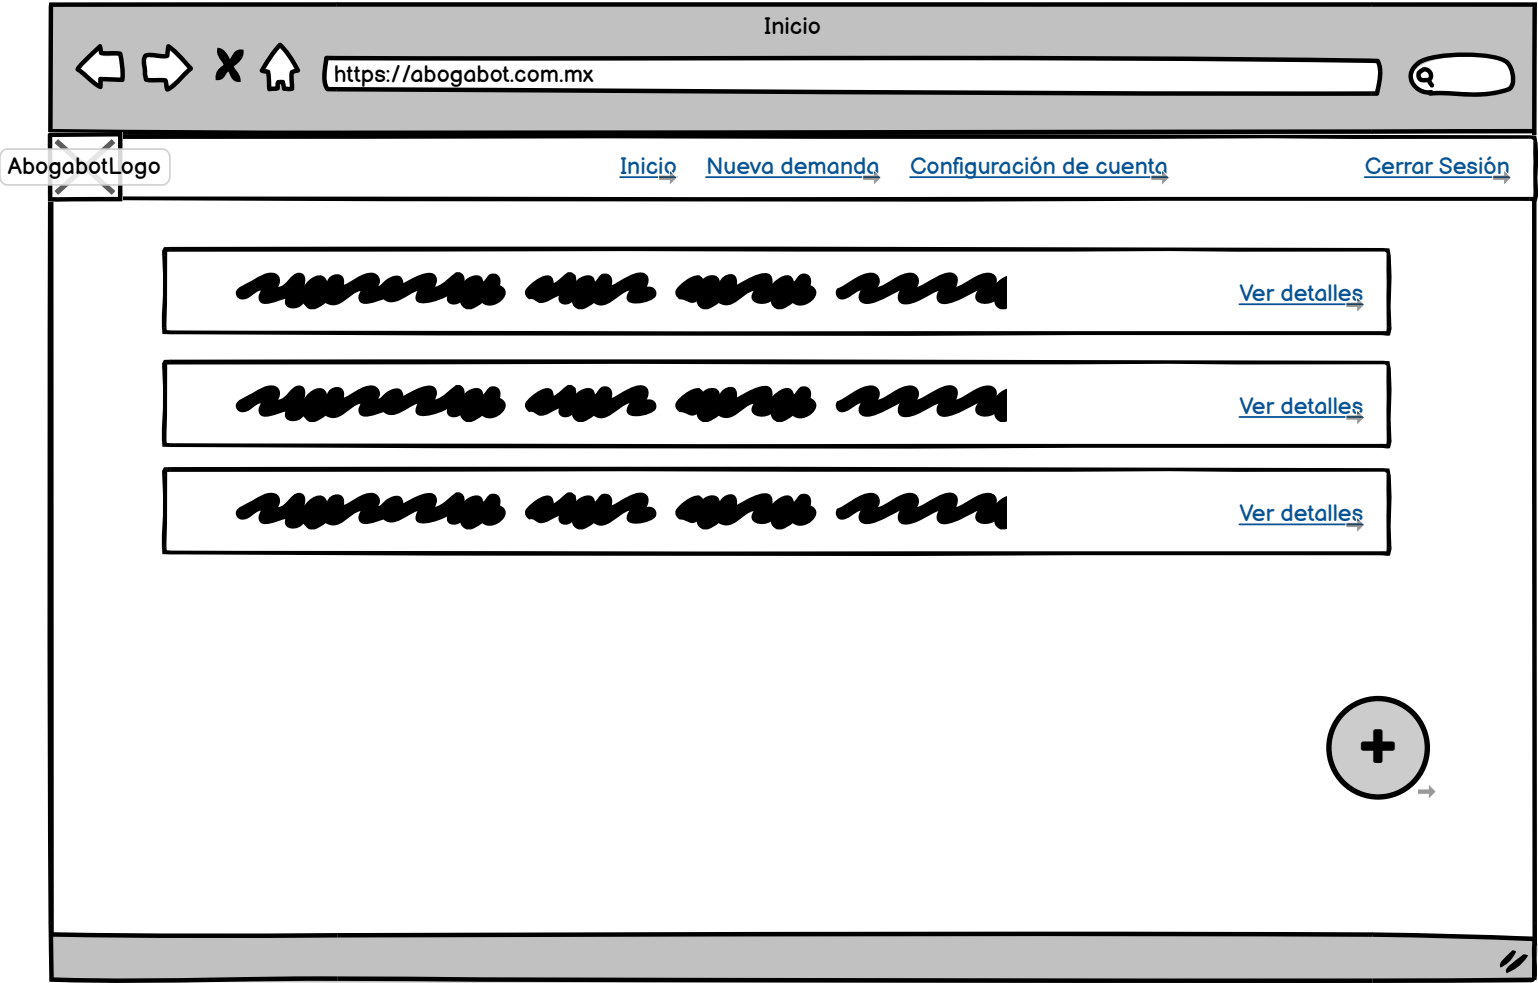 Inicio
https://abogabot.com.mx
AbogabotLogo
Inicio Nueva demanda Configuración de cuenta Cerrar Sesión
Ver detalles
Ver detalles
Ver detalles